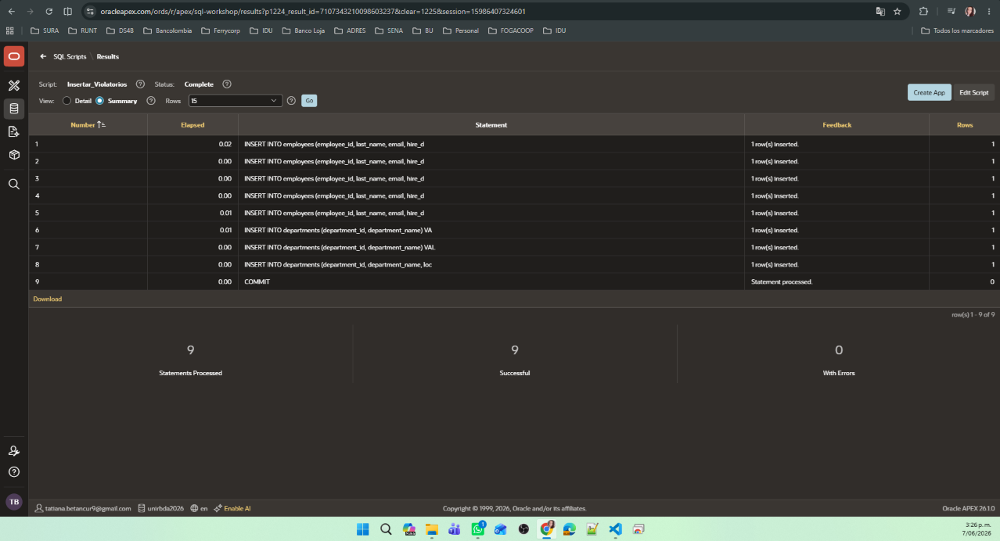 oracleapex.com/ords/r/apex/sql-workshop/results?p1224_result_id=7107343210098603237&clear=1225&session=15986407324601
SURA RUNT DS4B Bancolombia Ferrycorp IDU Banco Loja ADRES SENA BU Personal FOGACOOP IDU Todos los marcadores
SQL Scripts \ Results
Script: Insertar_Violatorios ? Status: Complete ?
View: Detail Summary ? Rows 15 ? Go
Create App Edit Script
Number Elapsed Statement Feedback Rows
1 0.02 INSERT INTO employees (employee_id, last_name, email, hire_d 1 row(s) inserted. 1
2 0.00 INSERT INTO employees (employee_id, last_name, email, hire_d 1 row(s) inserted. 1
3 0.00 INSERT INTO employees (employee_id, last_name, email, hire_d 1 row(s) inserted. 1
4 0.00 INSERT INTO employees (employee_id, last_name, email, hire_d 1 row(s) inserted. 1
5 0.01 INSERT INTO employees (employee_id, last_name, email, hire_d 1 row(s) inserted. 1
6 0.01 INSERT INTO departments (department_id, department_name) VA 1 row(s) inserted. 1
7 0.00 INSERT INTO departments (department_id, department_name) VAL 1 row(s) inserted. 1
8 0.00 INSERT INTO departments (department_id, department_name, loc 1 row(s) inserted. 1
9 0.00 COMMIT Statement processed. 0
Download
row(s) 1 - 9 of 9
9 9 0
Statements Processed Successful With Errors
TB
tatiana.betancur9@gmail.com unirbda2026 en Enable AI Copyright © 1999, 2026, Oracle and/or its affiliates. Oracle APEX 26.1.0
1
3:26 p.m.
7/06/2026